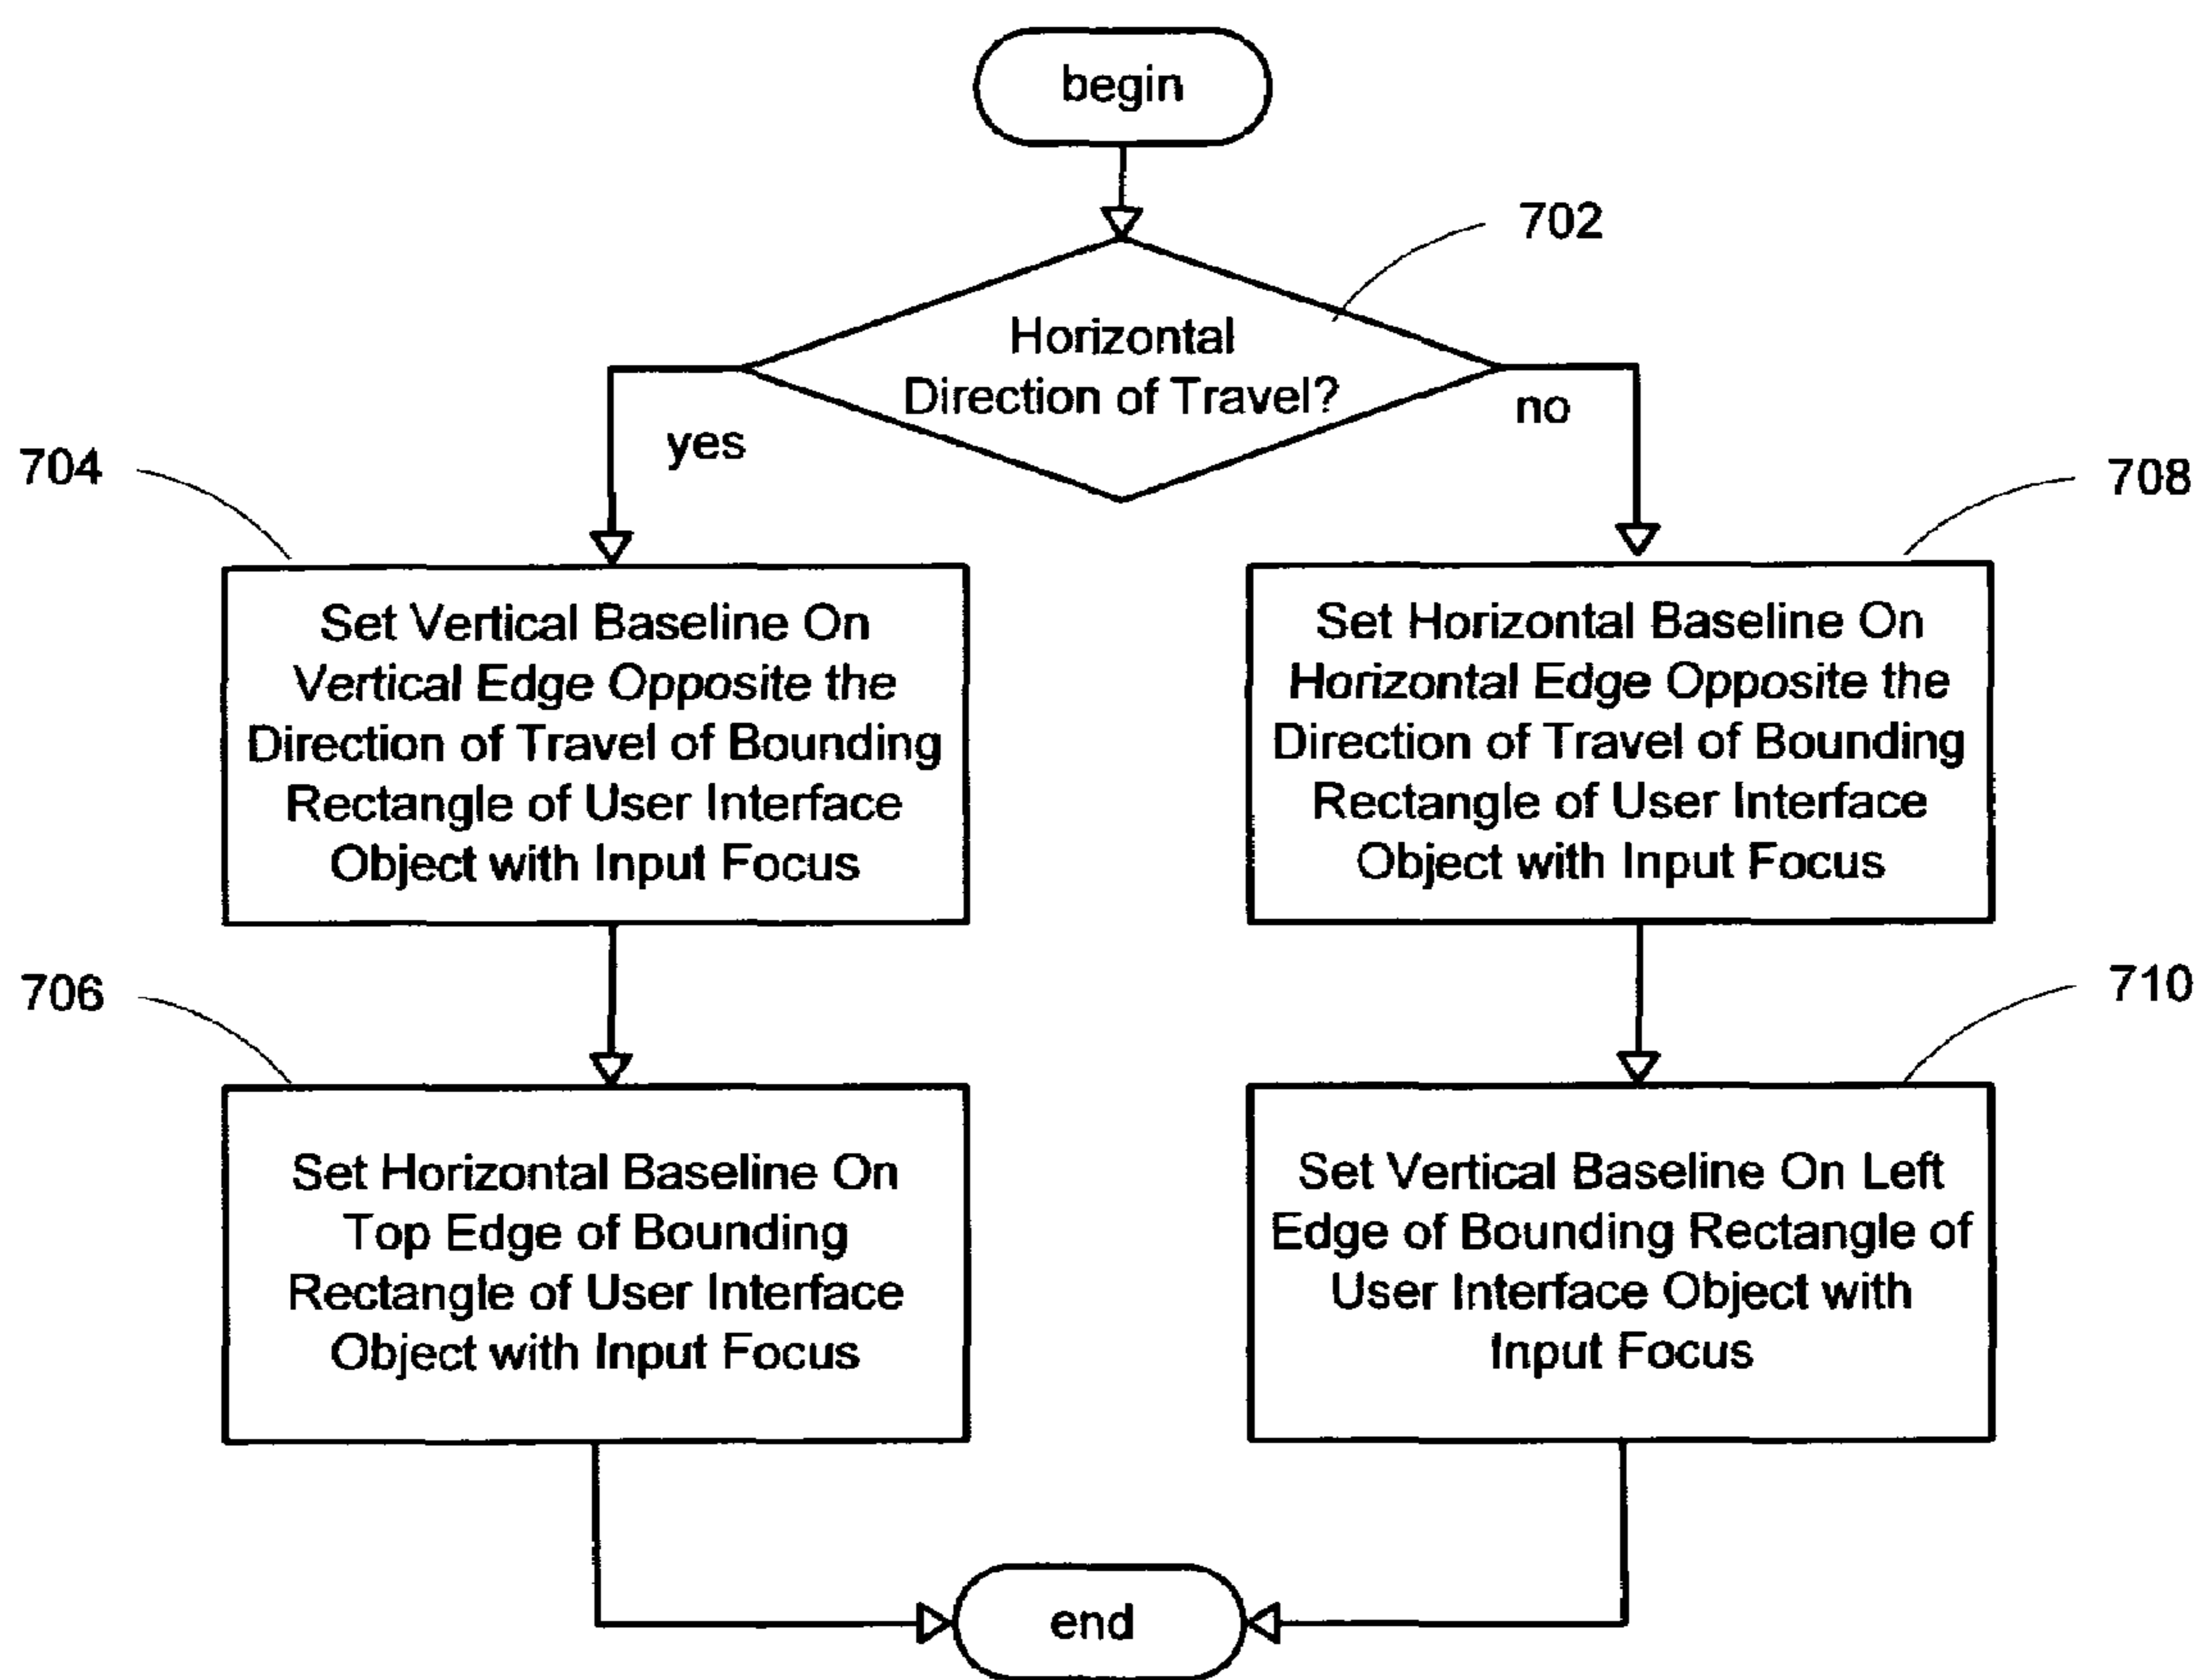 begin
702
Horizontal
Direction of Travel?
yes
no
704
708
Set Vertical Baseline On
Vertical Edge Opposite the
Direction of Travel of Bounding
Rectangle of User Interface
Object with Input Focus
Set Horizontal Baseline On
Horizontal Edge Opposite the
Direction of Travel of Bounding
Rectangle of User Interface
Object with Input Focus
706
710
Set Horizontal Baseline On
Top Edge of Bounding
Rectangle of User Interface
Object with Input Focus
Set Vertical Baseline On Left
Edge of Bounding Rectangle of
User Interface Object with
Input Focus
end